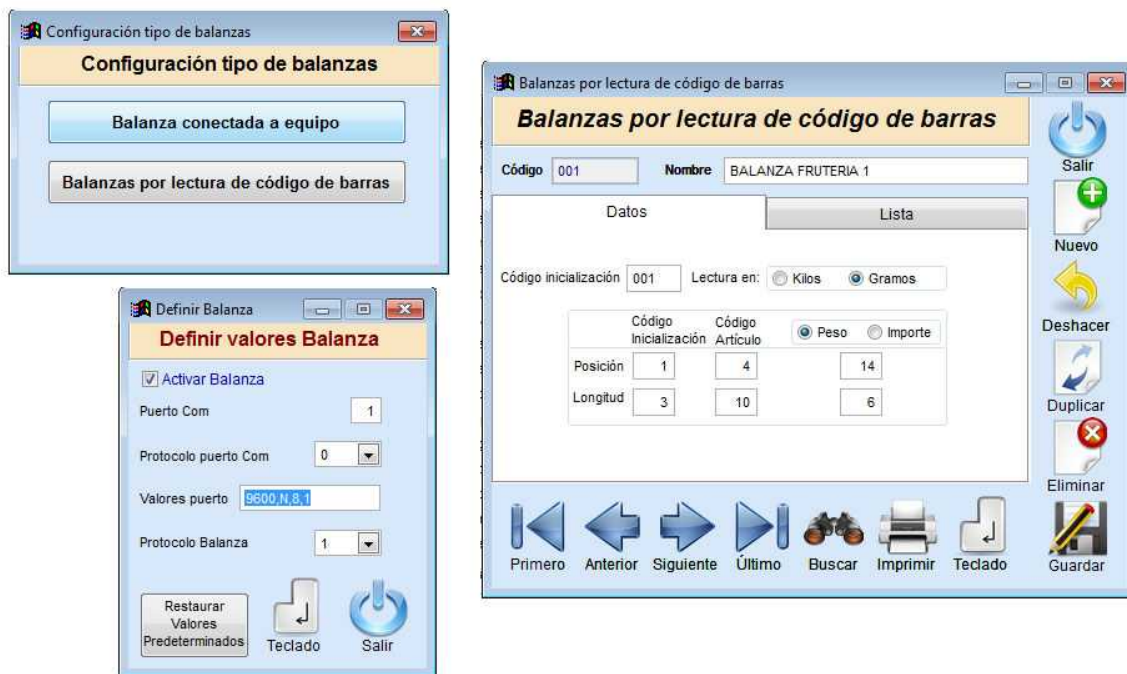 Configuración tipo de balanzas
Configuración tipo de balanzas
Balanza conectada a equipo
Balanzas por lectura de código de barras
Definir Balanza
Definir valores Balanza
Activar Balanza
Puerto Com 1
Protocolo puerto Com 0
Valores puerto 9600,N,8,1
Protocolo Balanza 1
Restaurar
Valores
Predeterminados
Teclado
Salir
Balanzas por lectura de código de barras
Balanzas por lectura de código de barras
Código 001 Nombre BALANZA FRUTERIA 1
Datos Lista
Código inicialización 001 Lectura en: Kilos Gramos
Código Código
Inicialización Artículo Peso Importe
Posición 1 4 14
Longitud 3 10 6
Primero Anterior Siguiente Último Buscar Imprimir Teclado
Salir
Nuevo
Deshacer
Duplicar
Eliminar
Guardar